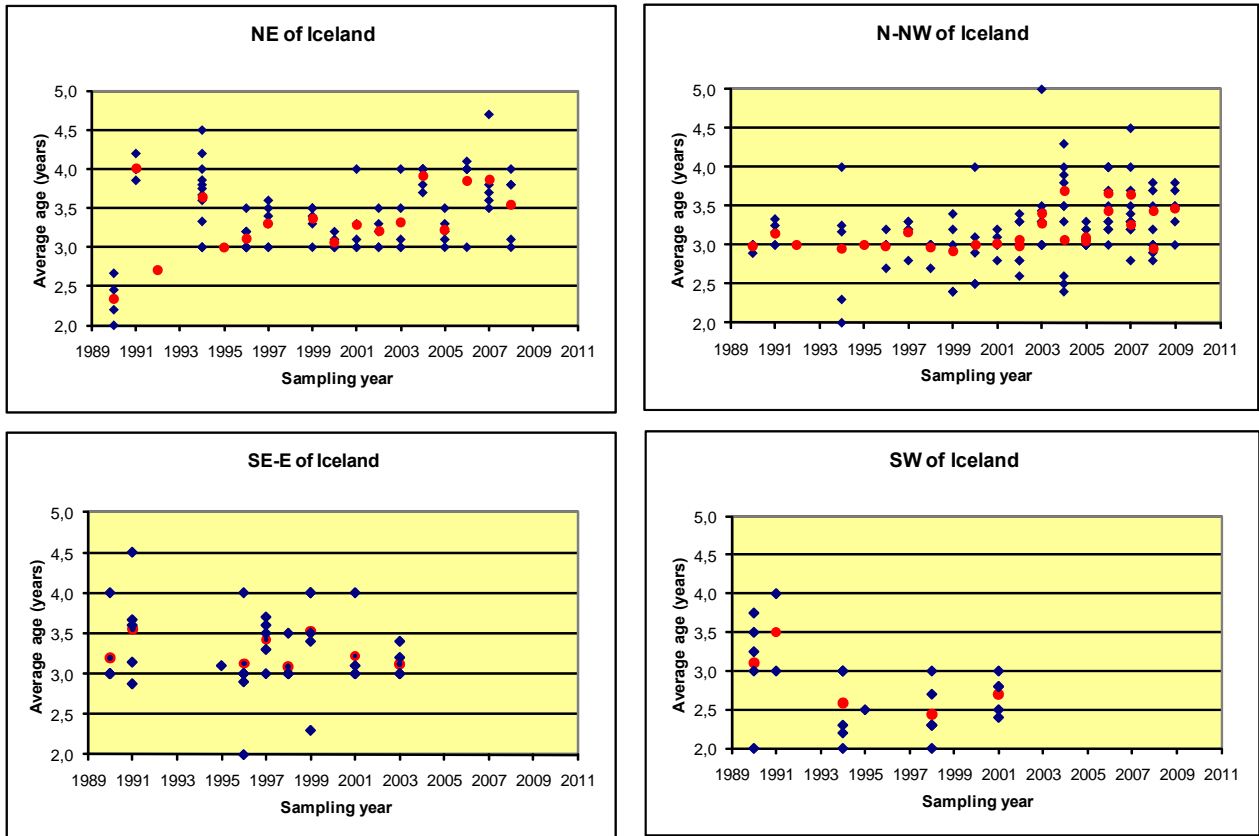 NE of Iceland
Average age (years)
5,0
4,5
4,0
3,5
3,0
2,5
2,0
1989 1991 1993 1995 1997 1999 2001 2003 2005 2007 2009 2011
Sampling year
N-NW of Iceland
Average age (years)
5,0
4,5
4,0
3,5
3,0
2,5
2,0
1989 1991 1993 1995 1997 1999 2001 2003 2005 2007 2009 2011
Sampling year
SE-E of Iceland
Average age (years)
5,0
4,5
4,0
3,5
3,0
2,5
2,0
1989 1991 1993 1995 1997 1999 2001 2003 2005 2007 2009 2011
Sampling year
SW of Iceland
Average age (years)
5,0
4,5
4,0
3,5
3,0
2,5
2,0
1989 1991 1993 1995 1997 1999 2001 2003 2005 2007 2009 2011
Sampling year